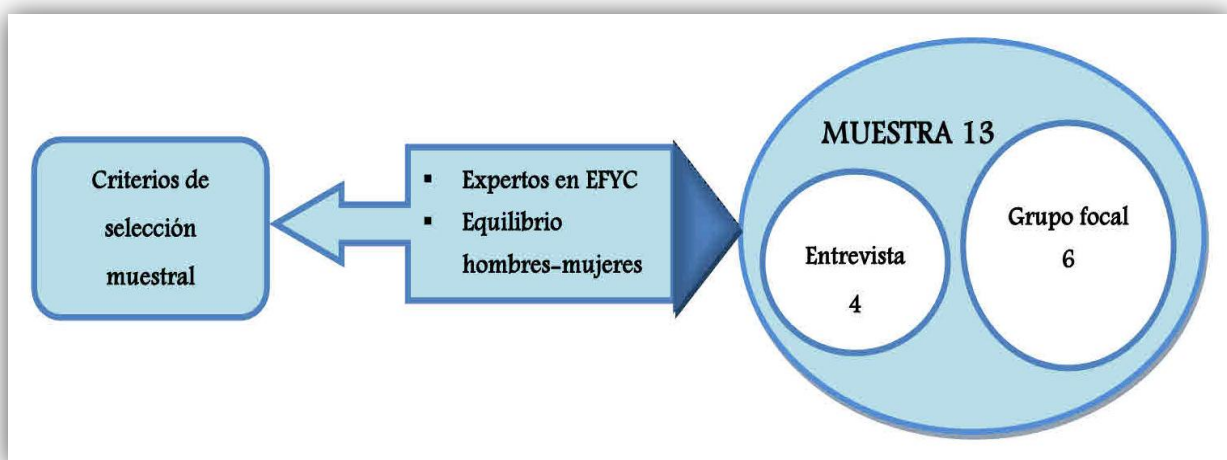 Criterios de
selección
muestral
▪ Expertos en EFYC
▪ Equilibrio
hombres-mujeres
MUESTRA 13
Entrevista
4
Grupo focal
6